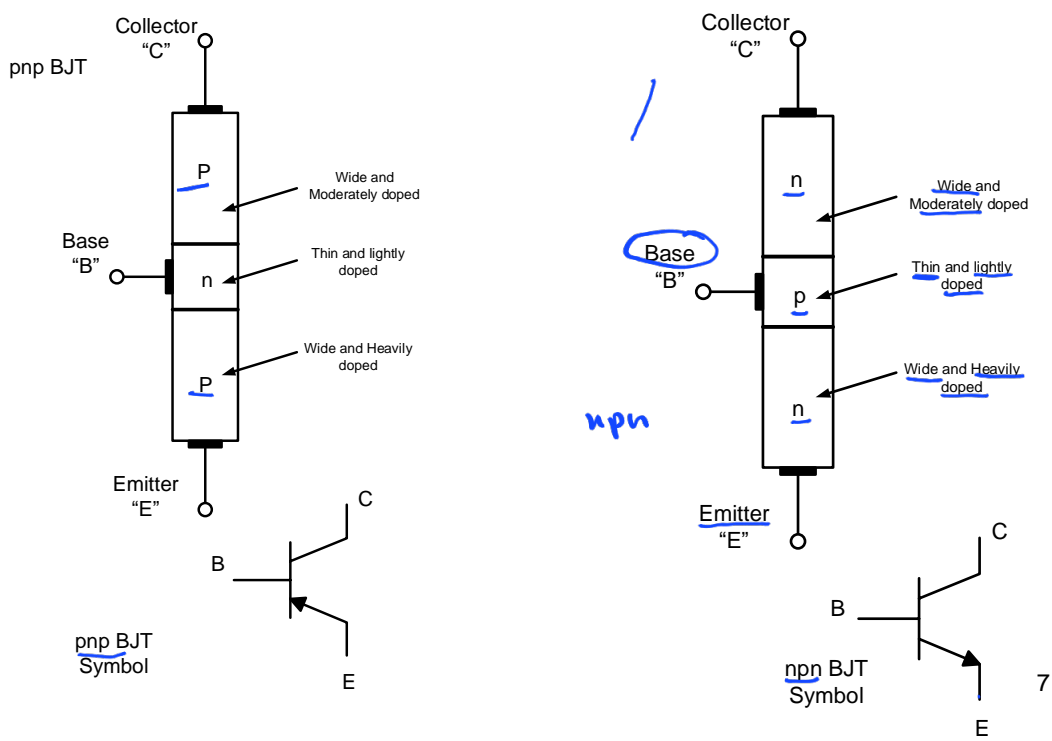 Collector
“C”
pnp BJT
P
Wide and
Moderately doped
Base
“B”
n
Thin and lightly
doped
P
Wide and Heavily
doped
Emitter
“E”
C
B
E
pnp BJT
Symbol
Collector
“C”
n
Wide and
Moderately doped
Base
“B”
p
Thin and lightly
doped
n
Wide and Heavily
doped
npn
Emitter
“E”
C
B
E
npn BJT
Symbol
7